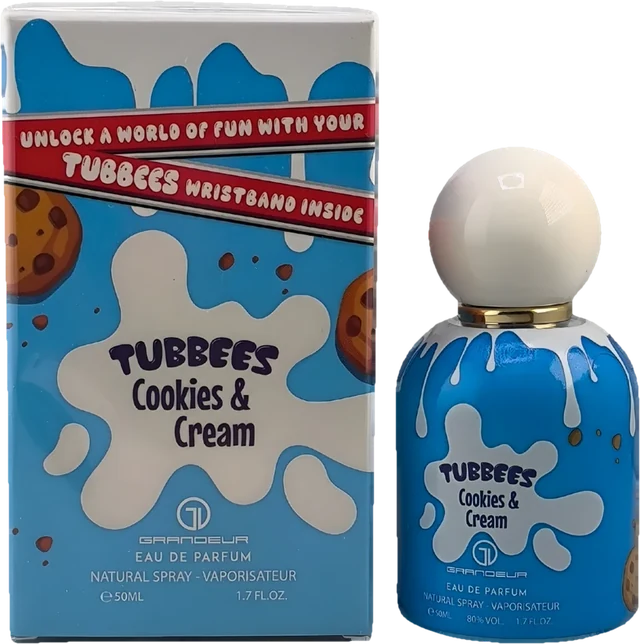 UNLOCK A WORLD OF FUN WITH YOUR
TUBBEES WRISTBAND INSIDE
TUBBEES
Cookies &
Cream
GRANDEUR
EAU DE PARFUM
NATURAL SPRAY - VAPORISATEUR
℮50ML 1.7 FL.OZ.
TUBBEES
Cookies &
Cream
GRANDEUR
EAU DE PARFUM
NATURAL SPRAY - VAPORISATEUR
℮50ML 80% VOL. 1.7 FL.OZ.